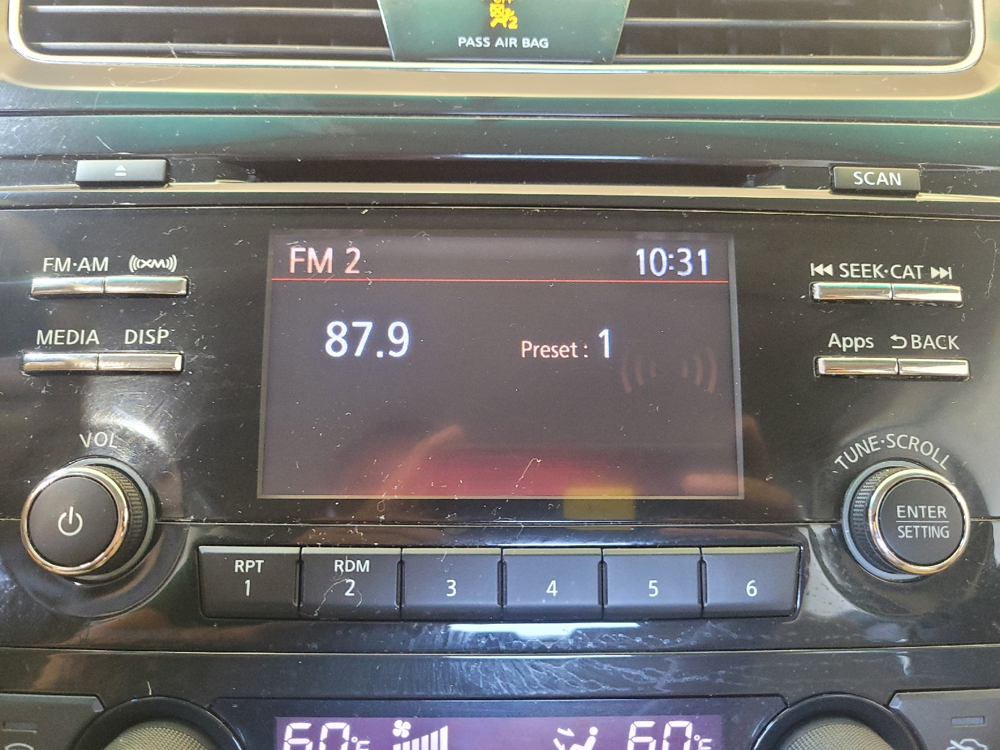 PASS AIR BAG
SCAN
FM·AM
((XM))
FM 2
10:31
SEEK·CAT
MEDIA
DISP
87.9
Preset : 1
Apps
BACK
VOL
TUNE·SCROLL
ENTER
SETTING
RPT
1
RDM
2
3
4
5
6
60°F
60°F